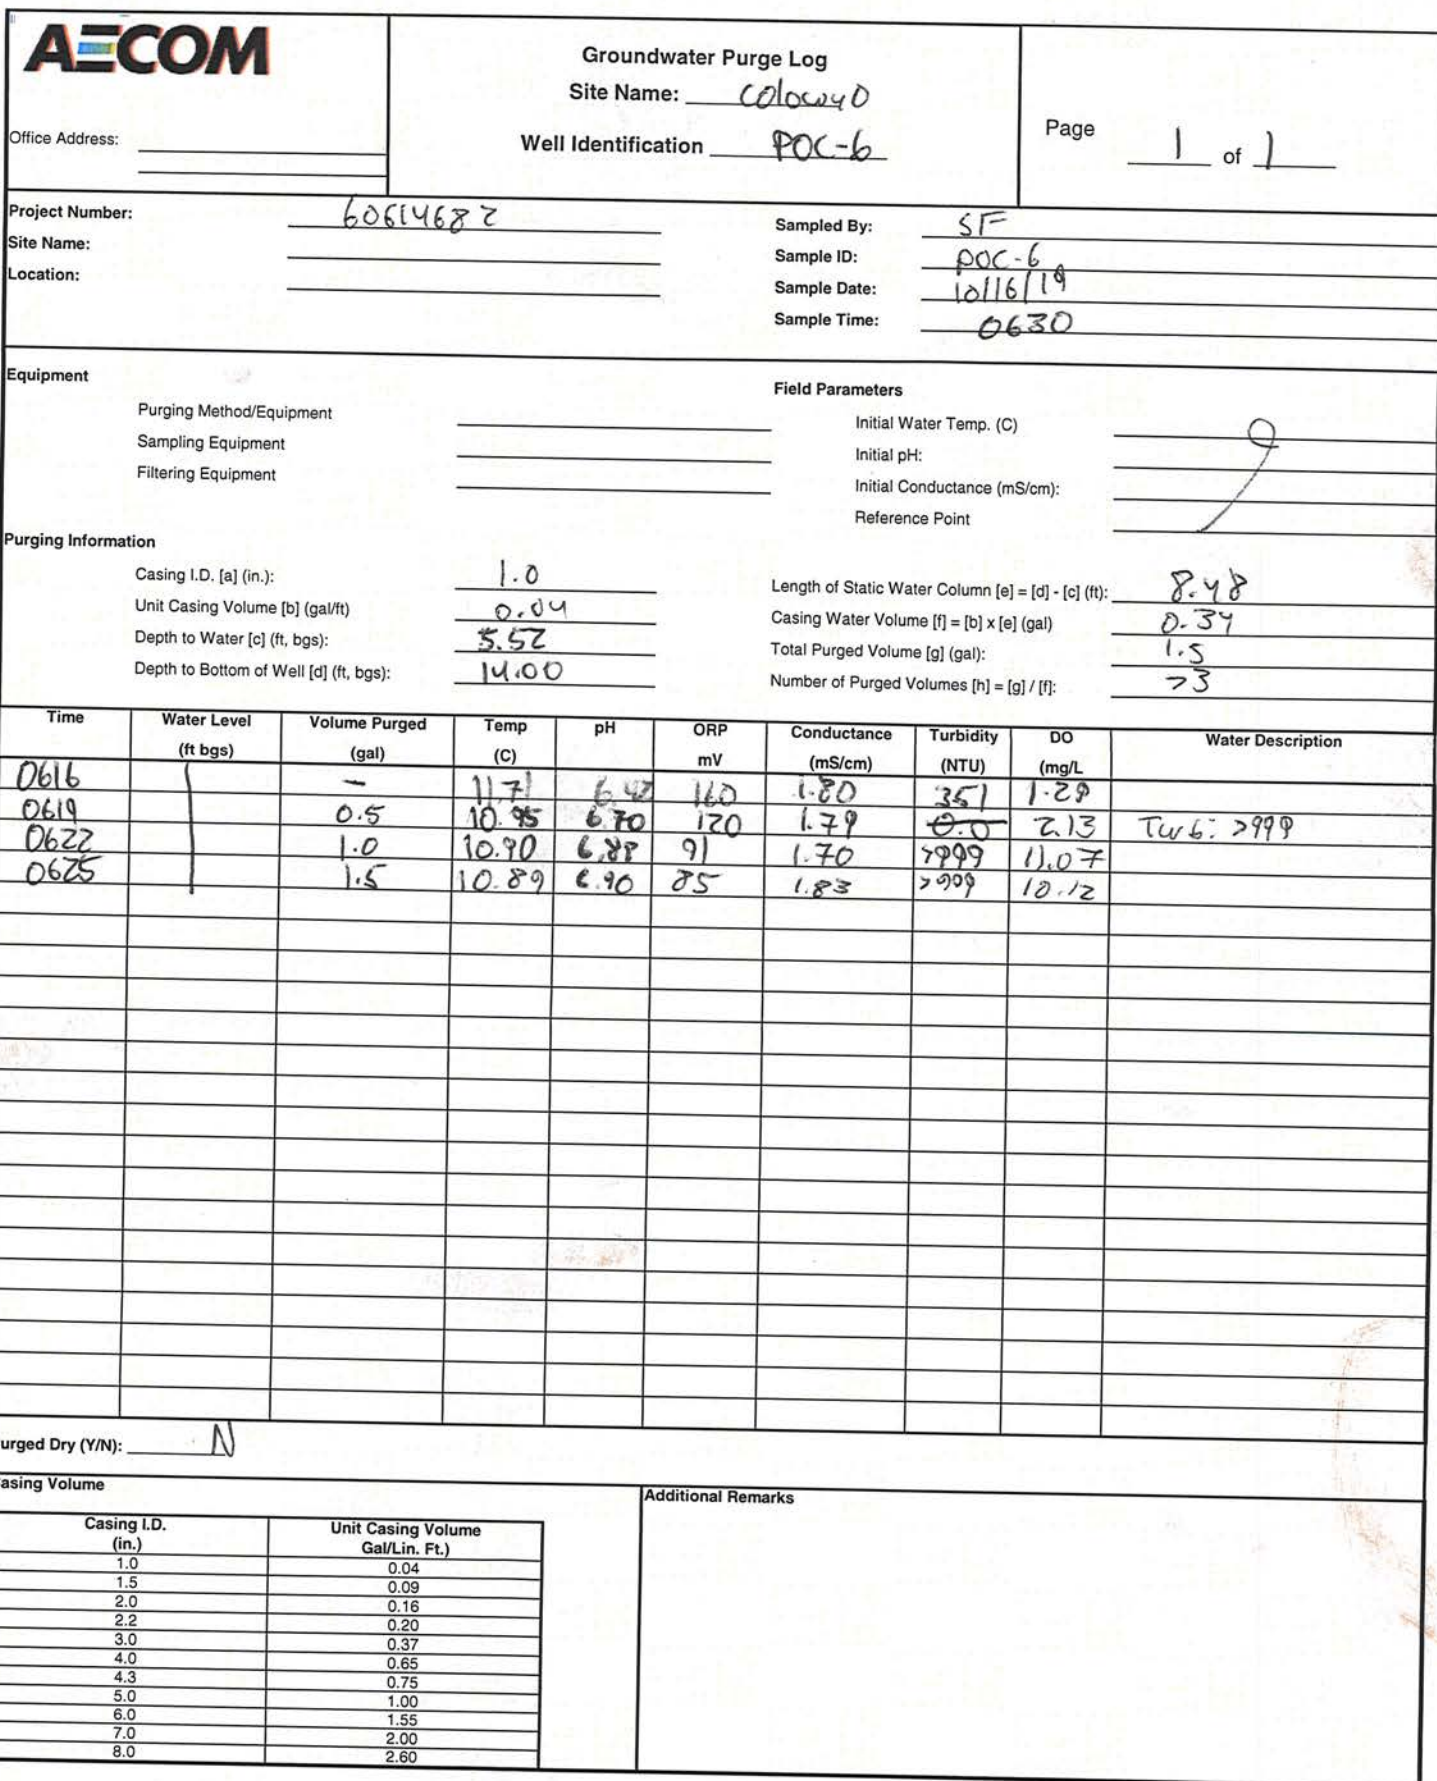 AECOM
Groundwater Purge Log
Site Name: Colowyo
Well Identification POC-6
Page 1 of 1
Office Address:
Project Number: 60614682
Site Name:
Location:
Sampled By: SF
Sample ID: POC-6
Sample Date: 10/16/19
Sample Time: 0630
Equipment
Purging Method/Equipment
Sampling Equipment
Filtering Equipment
Field Parameters
Initial Water Temp. (C)
Initial pH:
Initial Conductance (mS/cm):
Reference Point
Purging Information
Casing I.D. [a] (in.): 1.0
Unit Casing Volume [b] (gal/ft) 0.04
Depth to Water [c] (ft, bgs): 5.52
Depth to Bottom of Well [d] (ft, bgs): 14.00
Length of Static Water Column [e] = [d] - [c] (ft): 8.48
Casing Water Volume [f] = [b] x [e] (gal) 0.34
Total Purged Volume [g] (gal): 1.5
Number of Purged Volumes [h] = [g] / [f]: >3
Time Water Level Volume Purged Temp pH ORP Conductance Turbidity DO Water Description
(ft bgs) (gal) (C) mV (mS/cm) (NTU) (mg/L
0616 - 11.71 6.42 160 1.80 351 1.29
0619 0.5 10.95 6.70 120 1.79 0.0 2.13 Turb: >999
0622 1.0 10.90 6.88 91 1.70 >999 11.07
0625 1.5 10.89 6.90 85 1.83 >999 10.12
urged Dry (Y/N): N
asing Volume
Additional Remarks
Casing I.D. Unit Casing Volume
(in.) Gal/Lin. Ft.)
1.0 0.04
1.5 0.09
2.0 0.16
2.2 0.20
3.0 0.37
4.0 0.65
4.3 0.75
5.0 1.00
6.0 1.55
7.0 2.00
8.0 2.60